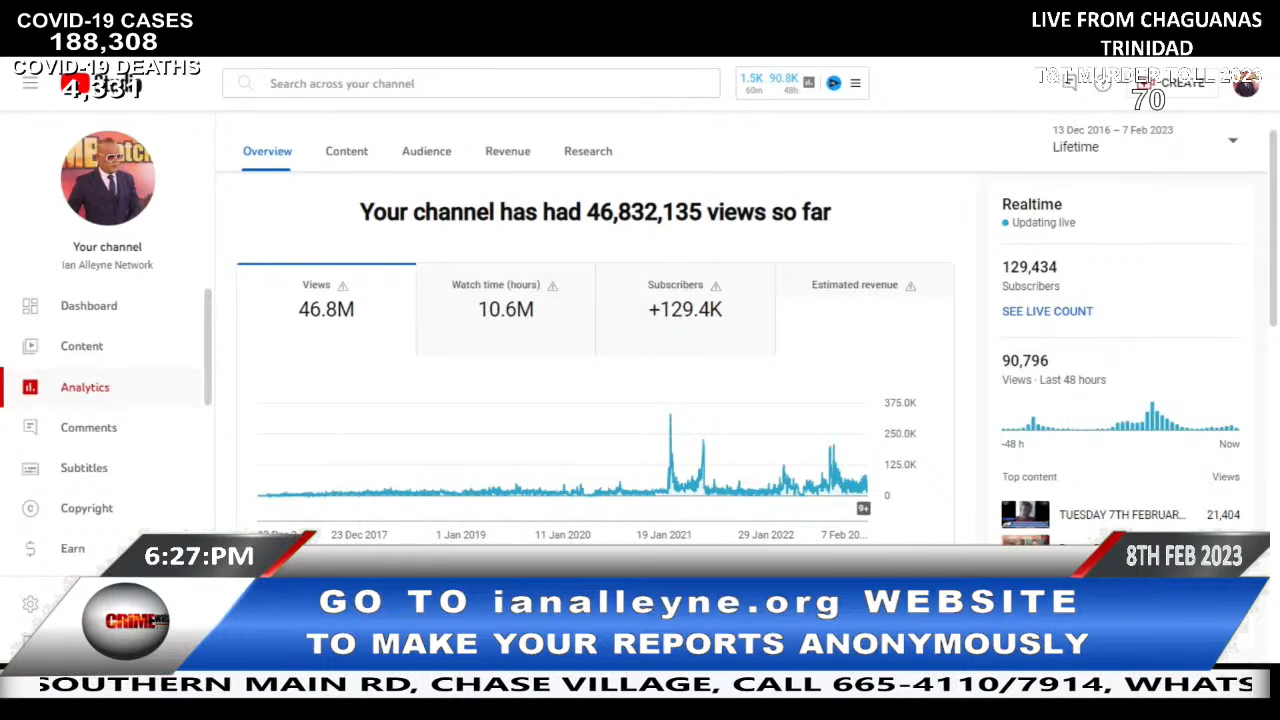 COVID-19 CASES
188,308
COVID-19 DEATHS
4,331
LIVE FROM CHAGUANAS
TRINIDAD
T&T MURDER TOLL 2023
70
Search across your channel
1.5K 90.8K
60m 48h
CREATE
Your channel
Ian Alleyne Network
Dashboard
Content
Analytics
Comments
Subtitles
Copyright
Earn
Overview Content Audience Revenue Research
13 Dec 2016 – 7 Feb 2023
Lifetime
Your channel has had 46,832,135 views so far
Views Watch time (hours) Subscribers Estimated revenue
46.8M 10.6M +129.4K
375.0K
250.0K
125.0K
0
9+
23 Dec 2017 1 Jan 2019 11 Jan 2020 19 Jan 2021 29 Jan 2022 7 Feb 20...
Realtime
Updating live
129,434
Subscribers
SEE LIVE COUNT
90,796
Views · Last 48 hours
-48 h Now
Top content Views
TUESDAY 7TH FEBRUAR... 21,404
6:27:PM
8TH FEB 2023
CRIME
GO TO ianalleyne.org WEBSITE
TO MAKE YOUR REPORTS ANONYMOUSLY
SOUTHERN MAIN RD, CHASE VILLAGE, CALL 665-4110/7914, WHATS